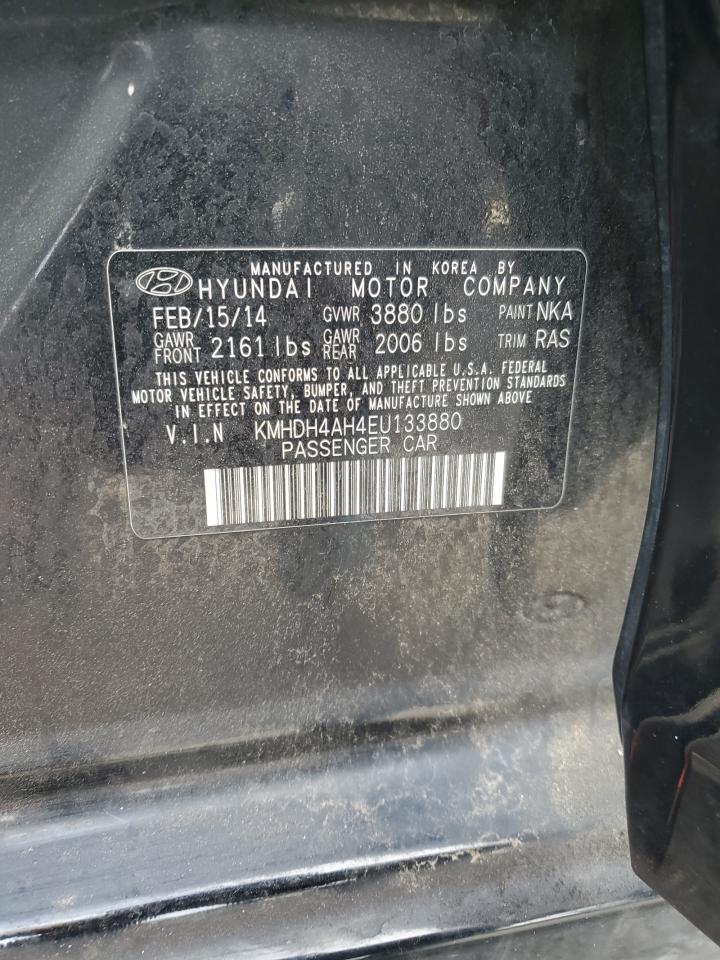 MANUFACTURED IN KOREA BY
HYUNDAI MOTOR COMPANY
FEB/15/14 GVWR 3880 lbs PAINT NKA
GAWR FRONT 2161 lbs GAWR REAR 2006 lbs TRIM RAS
THIS VEHICLE CONFORMS TO ALL APPLICABLE U.S.A. FEDERAL
MOTOR VEHICLE SAFETY, BUMPER, AND THEFT PREVENTION STANDARDS
IN EFFECT ON THE DATE OF MANUFACTURE SHOWN ABOVE
V.I.N KMHDH4AH4EU133880
PASSENGER CAR